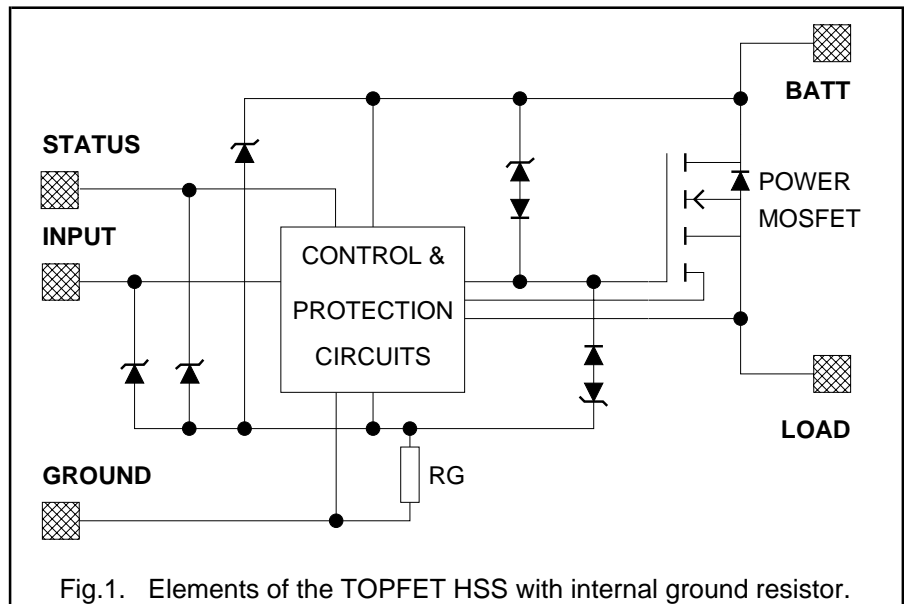 BATT
STATUS
POWER
MOSFET
INPUT
CONTROL &
PROTECTION
CIRCUITS
LOAD
GROUND
RG
Fig.1. Elements of the TOPFET HSS with internal ground resistor.